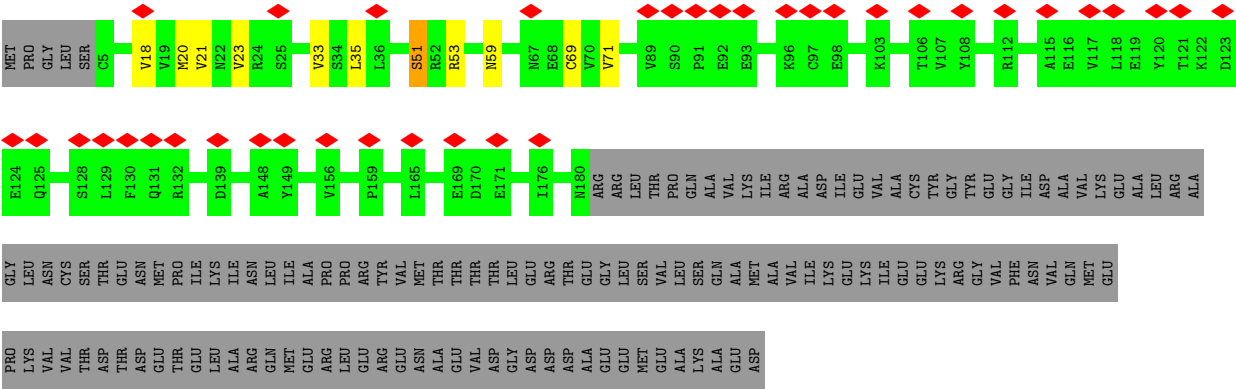 MET PRO GLY LEU SER C5 V18 V19 M20 V21 N22 V23 R24 S25 V33 S34 L35 L36 S51 R52 R53 N59 N67 E68 C69 V70 V71 V89 S90 P91 E92 E93 K96 C97 E98 K103 T106 V107 Y108 R112 A115 E116 V117 L118 E119 Y120 T121 K122 D123
E124 Q125 S128 L129 F130 Q131 R132 D139 A148 Y149 V156 P159 L165 E169 D170 E171 I176 N180 ARG ARG LEU THR PRO GLN ALA VAL LYS ILE ARG ALA ASP ILE GLU VAL ALA CYS TYR GLY TYR GLU GLY ILE ASP ALA VAL LYS GLU ALA LEU ARG ALA
GLY LEU ASN CYS SER THR GLU ASN MET PRO ILE LYS ILE ASN LEU ILE ALA PRO PRO ARG TYR VAL MET THR THR THR THR LEU GLU ARG THR GLU GLY LEU SER VAL LEU SER GLN ALA MET ALA VAL ILE LYS GLU LYS ILE GLU GLU LYS ARG GLY VAL PHE ASN VAL GLN MET GLU
PRO LYS VAL VAL THR ASP THR ASP GLU THR GLU LEU ALA ARG GLN MET GLU ARG LEU GLU ARG GLU ASN ALA GLU VAL ASP GLY ASP ASP ASP ALA GLU GLU MET GLU ALA LYS ALA GLU ASP